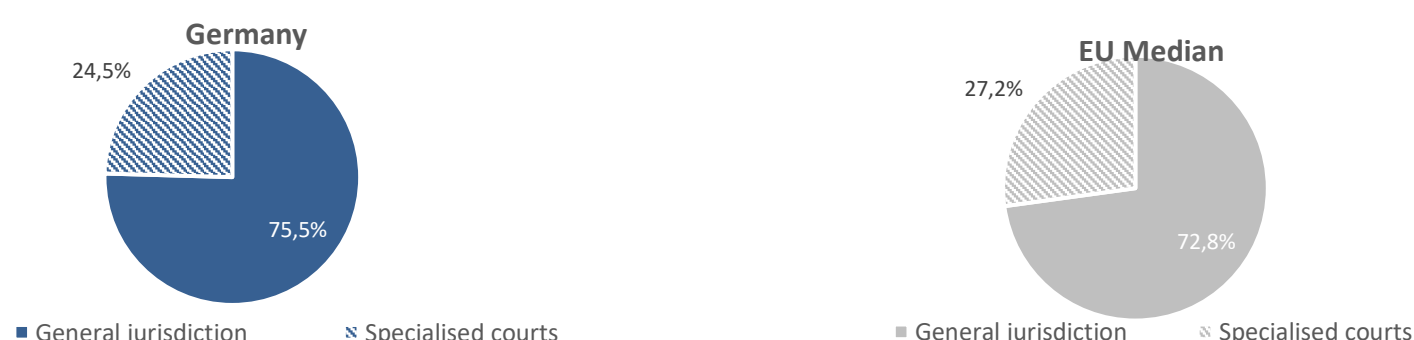 Germany
24,5%
75,5%
General jurisdiction
Specialised courts
EU Median
27,2%
72,8%
General jurisdiction
Specialised courts